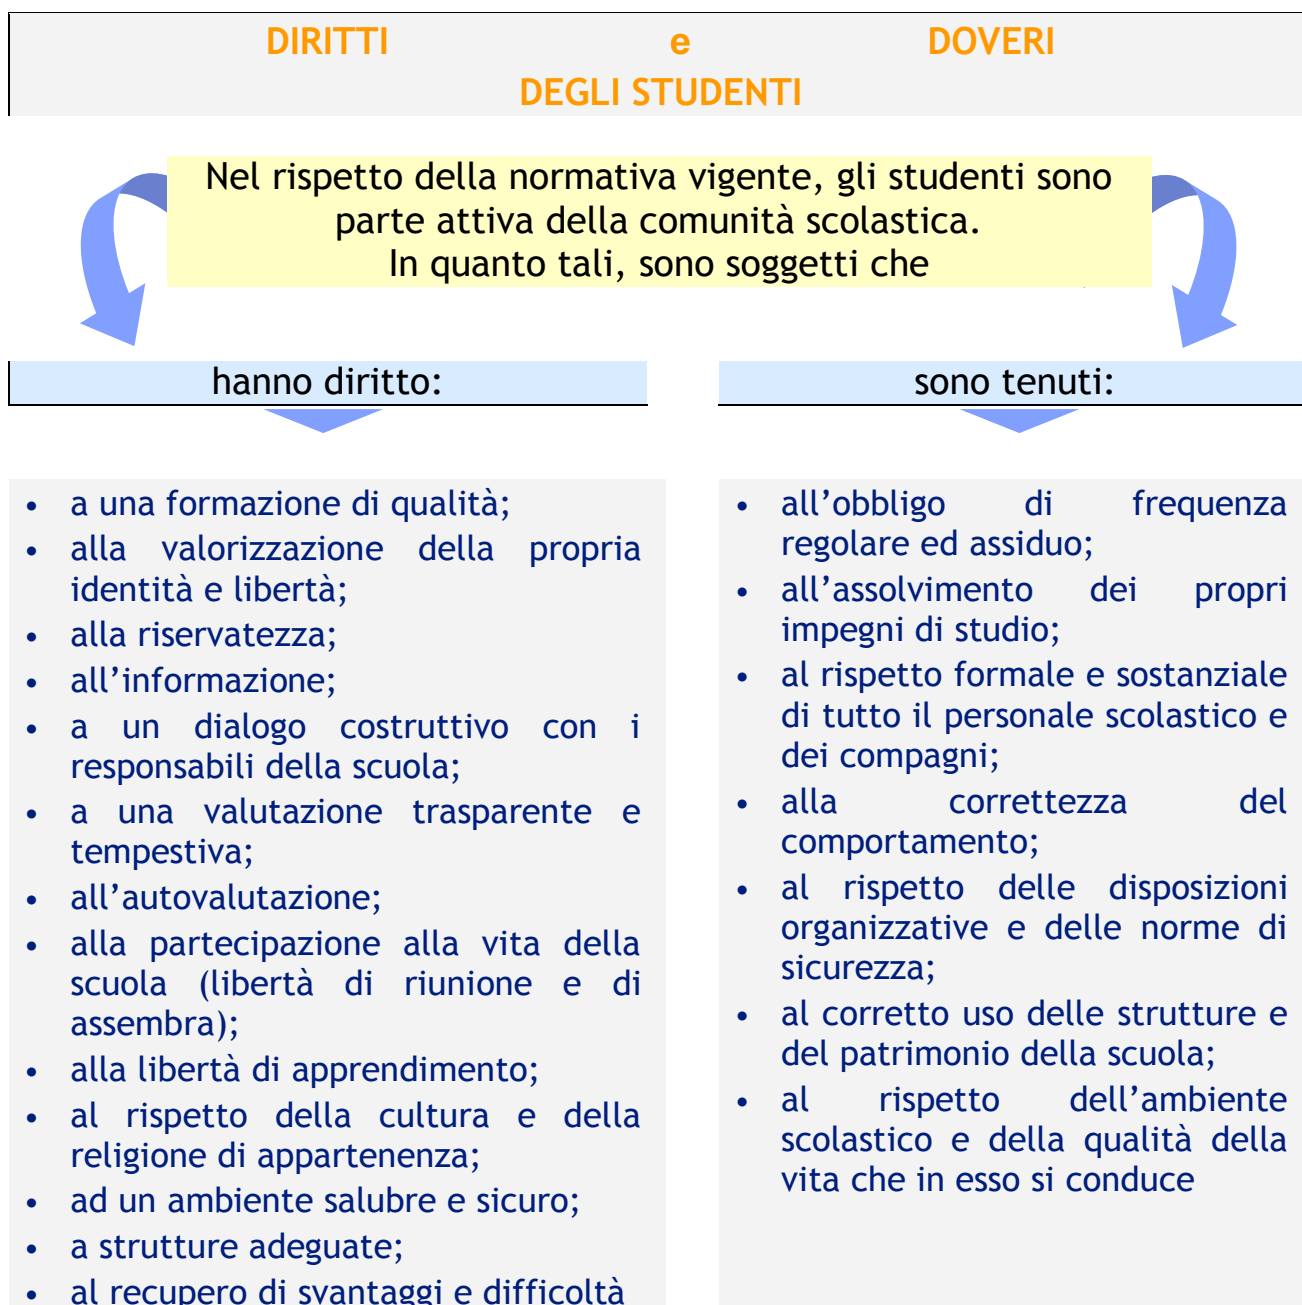 DIRITTI e DOVERI
DEGLI STUDENTI
Nel rispetto della normativa vigente, gli studenti sono
parte attiva della comunità scolastica.
In quanto tali, sono soggetti che
hanno diritto:
• a una formazione di qualità;
• alla valorizzazione della propria
identità e libertà;
• alla riservatezza;
• all’informazione;
• a un dialogo costruttivo con i
responsabili della scuola;
• a una valutazione trasparente e
tempestiva;
• all’autovalutazione;
• alla partecipazione alla vita della
scuola (libertà di riunione e di
assembra);
• alla libertà di apprendimento;
• al rispetto della cultura e della
religione di appartenenza;
• ad un ambiente salubre e sicuro;
• a strutture adeguate;
• al recupero di svantaggi e difficoltà
sono tenuti:
• all’obbligo di frequenza
regolare ed assiduo;
• all’assolvimento dei propri
impegni di studio;
• al rispetto formale e sostanziale
di tutto il personale scolastico e
dei compagni;
• alla correttezza del
comportamento;
• al rispetto delle disposizioni
organizzative e delle norme di
sicurezza;
• al corretto uso delle strutture e
del patrimonio della scuola;
• al rispetto dell’ambiente
scolastico e della qualità della
vita che in esso si conduce